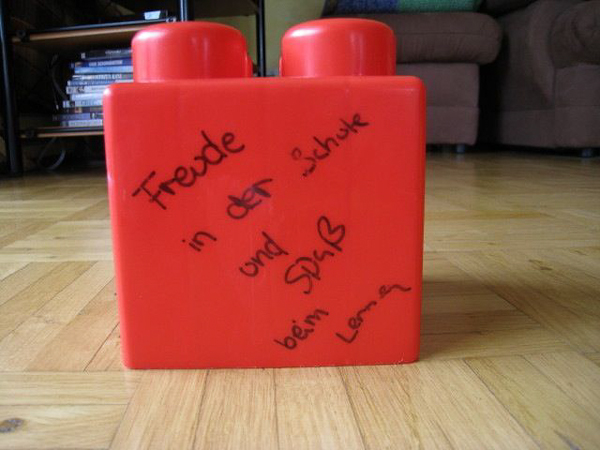 Freude
in der Schule
und Spaß
beim Lernen